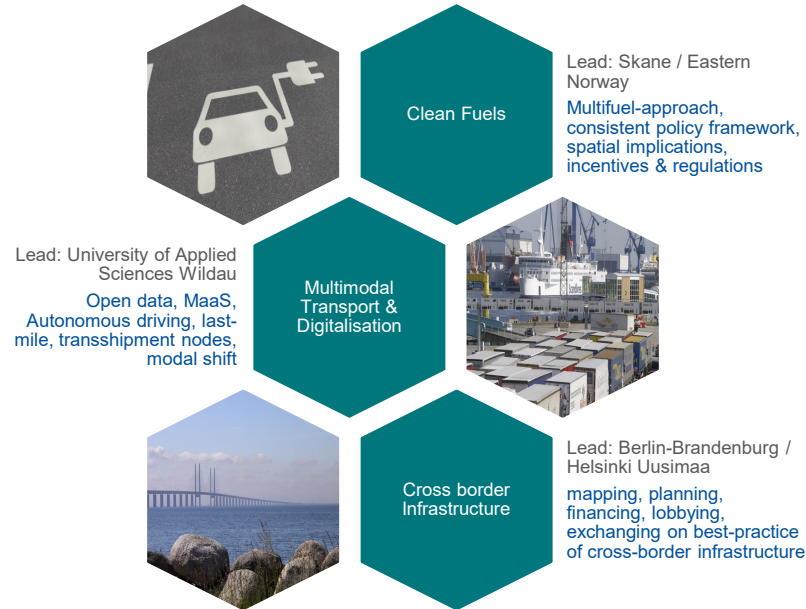 Clean Fuels
Lead: Skane / Eastern
Norway
Multifuel-approach,
consistent policy framework,
spatial implications,
incentives & regulations
Lead: University of Applied
Sciences Wildau
Open data, MaaS,
Autonomous driving, last-
mile, transshipment nodes,
modal shift
Multimodal
Transport &
Digitalisation
Cross border
Infrastructure
Lead: Berlin-Brandenburg /
Helsinki Uusimaa
mapping, planning,
financing, lobbying,
exchanging on best-practice
of cross-border infrastructure